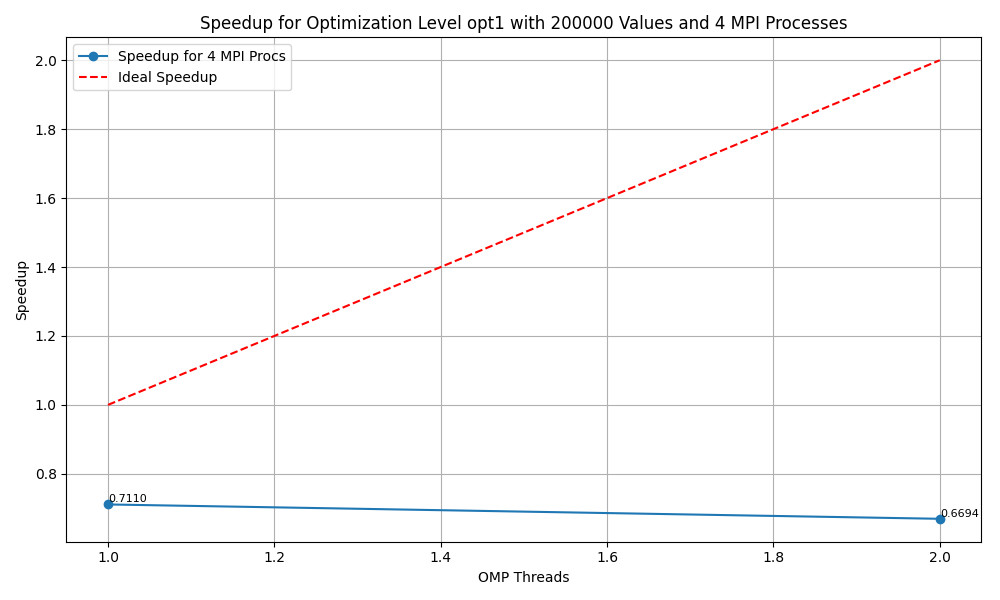 Speedup for Optimization Level opt1 with 200000 Values and 4 MPI Processes
Speedup for 4 MPI Procs
Ideal Speedup
2.0
1.8
1.6
1.4
1.2
1.0
0.8
Speedup
0.7110
0.6694
1.0 1.2 1.4 1.6 1.8 2.0
OMP Threads